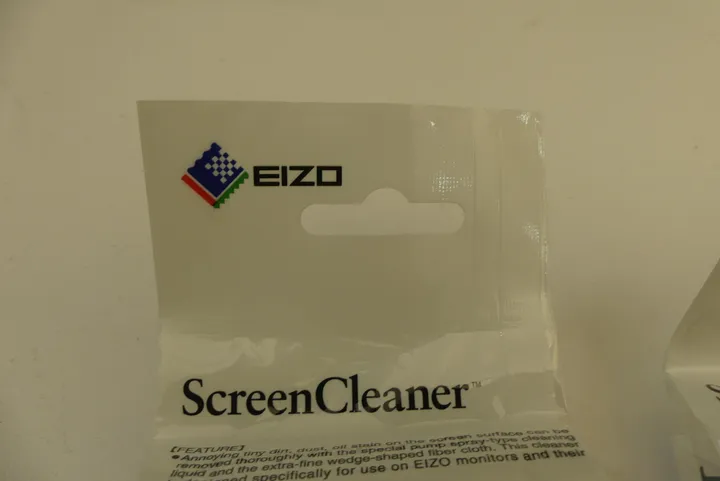 EIZO
ScreenCleaner™
[FEATURE]
•Annoying tiny dirt, dust, oil stain on the screen surface can be
removed thoroughly with the special pump spray-type cleaning
liquid and the extra-fine wedge-shaped fiber cloth. This cleaner
designed specifically for use on EIZO monitors and their